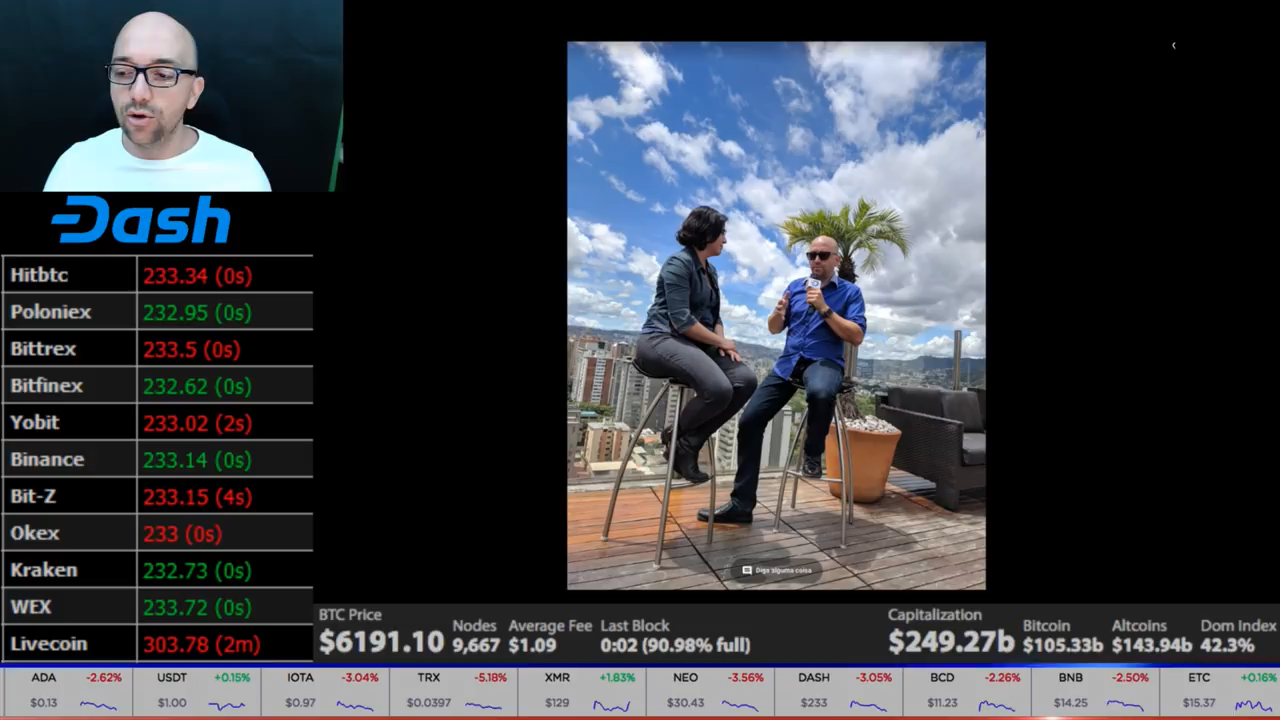 Dash
Hitbtc 233.34 (0s)
Poloniex 232.95 (0s)
Bittrex 233.5 (0s)
Bitfinex 232.62 (0s)
Yobit 233.02 (2s)
Binance 233.14 (0s)
Bit-Z 233.15 (4s)
Okex 233 (0s)
Kraken 232.73 (0s)
WEX 233.72 (0s)
Livecoin 303.78 (2m)
Diga alguma coisa
BTC Price Nodes Average Fee Last Block Capitalization Bitcoin Altcoins Dom Index
$6191.10 9,667 $1.09 0:02 (90.98% full) $249.27b $105.33b $143.94b 42.3%
ADA -2.62% USDT +0.15% IOTA -3.04% TRX -5.18% XMR +1.83% NEO -3.56% DASH -3.05% BCD -2.26% BNB -2.50% ETC +0.16%
$0.13 $1.00 $0.97 $0.0397 $129 $30.43 $233 $11.23 $14.25 $15.37